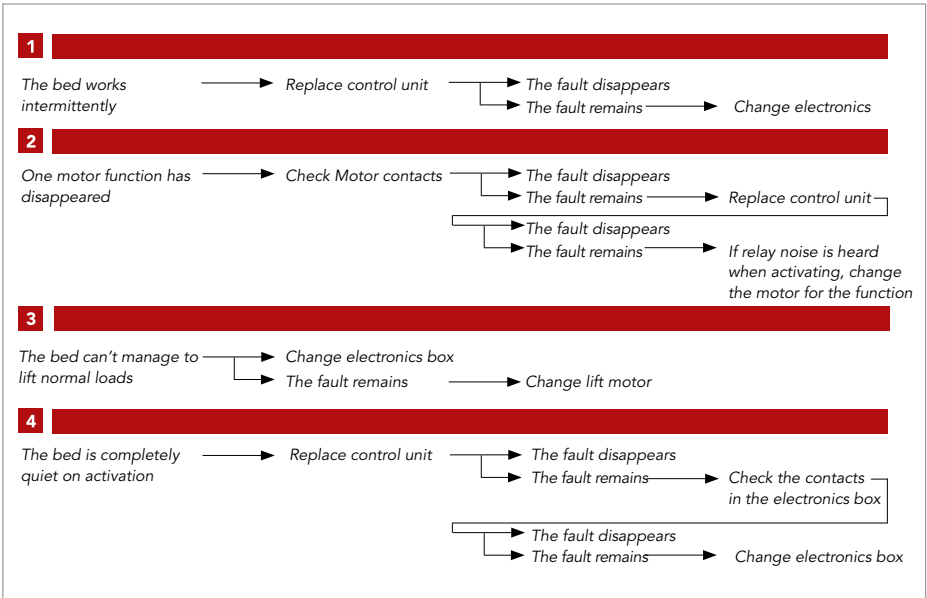 1
The bed works
intermittently
Replace control unit
The fault disappears
The fault remains
Change electronics
2
One motor function has
disappeared
Check Motor contacts
The fault disappears
The fault remains
Replace control unit
The fault disappears
The fault remains
If relay noise is heard
when activating, change
the motor for the function
3
The bed can't manage to
lift normal loads
Change electronics box
The fault remains
Change lift motor
4
The bed is completely
quiet on activation
Replace control unit
The fault disappears
The fault remains
Check the contacts
in the electronics box
The fault disappears
The fault remains
Change electronics box